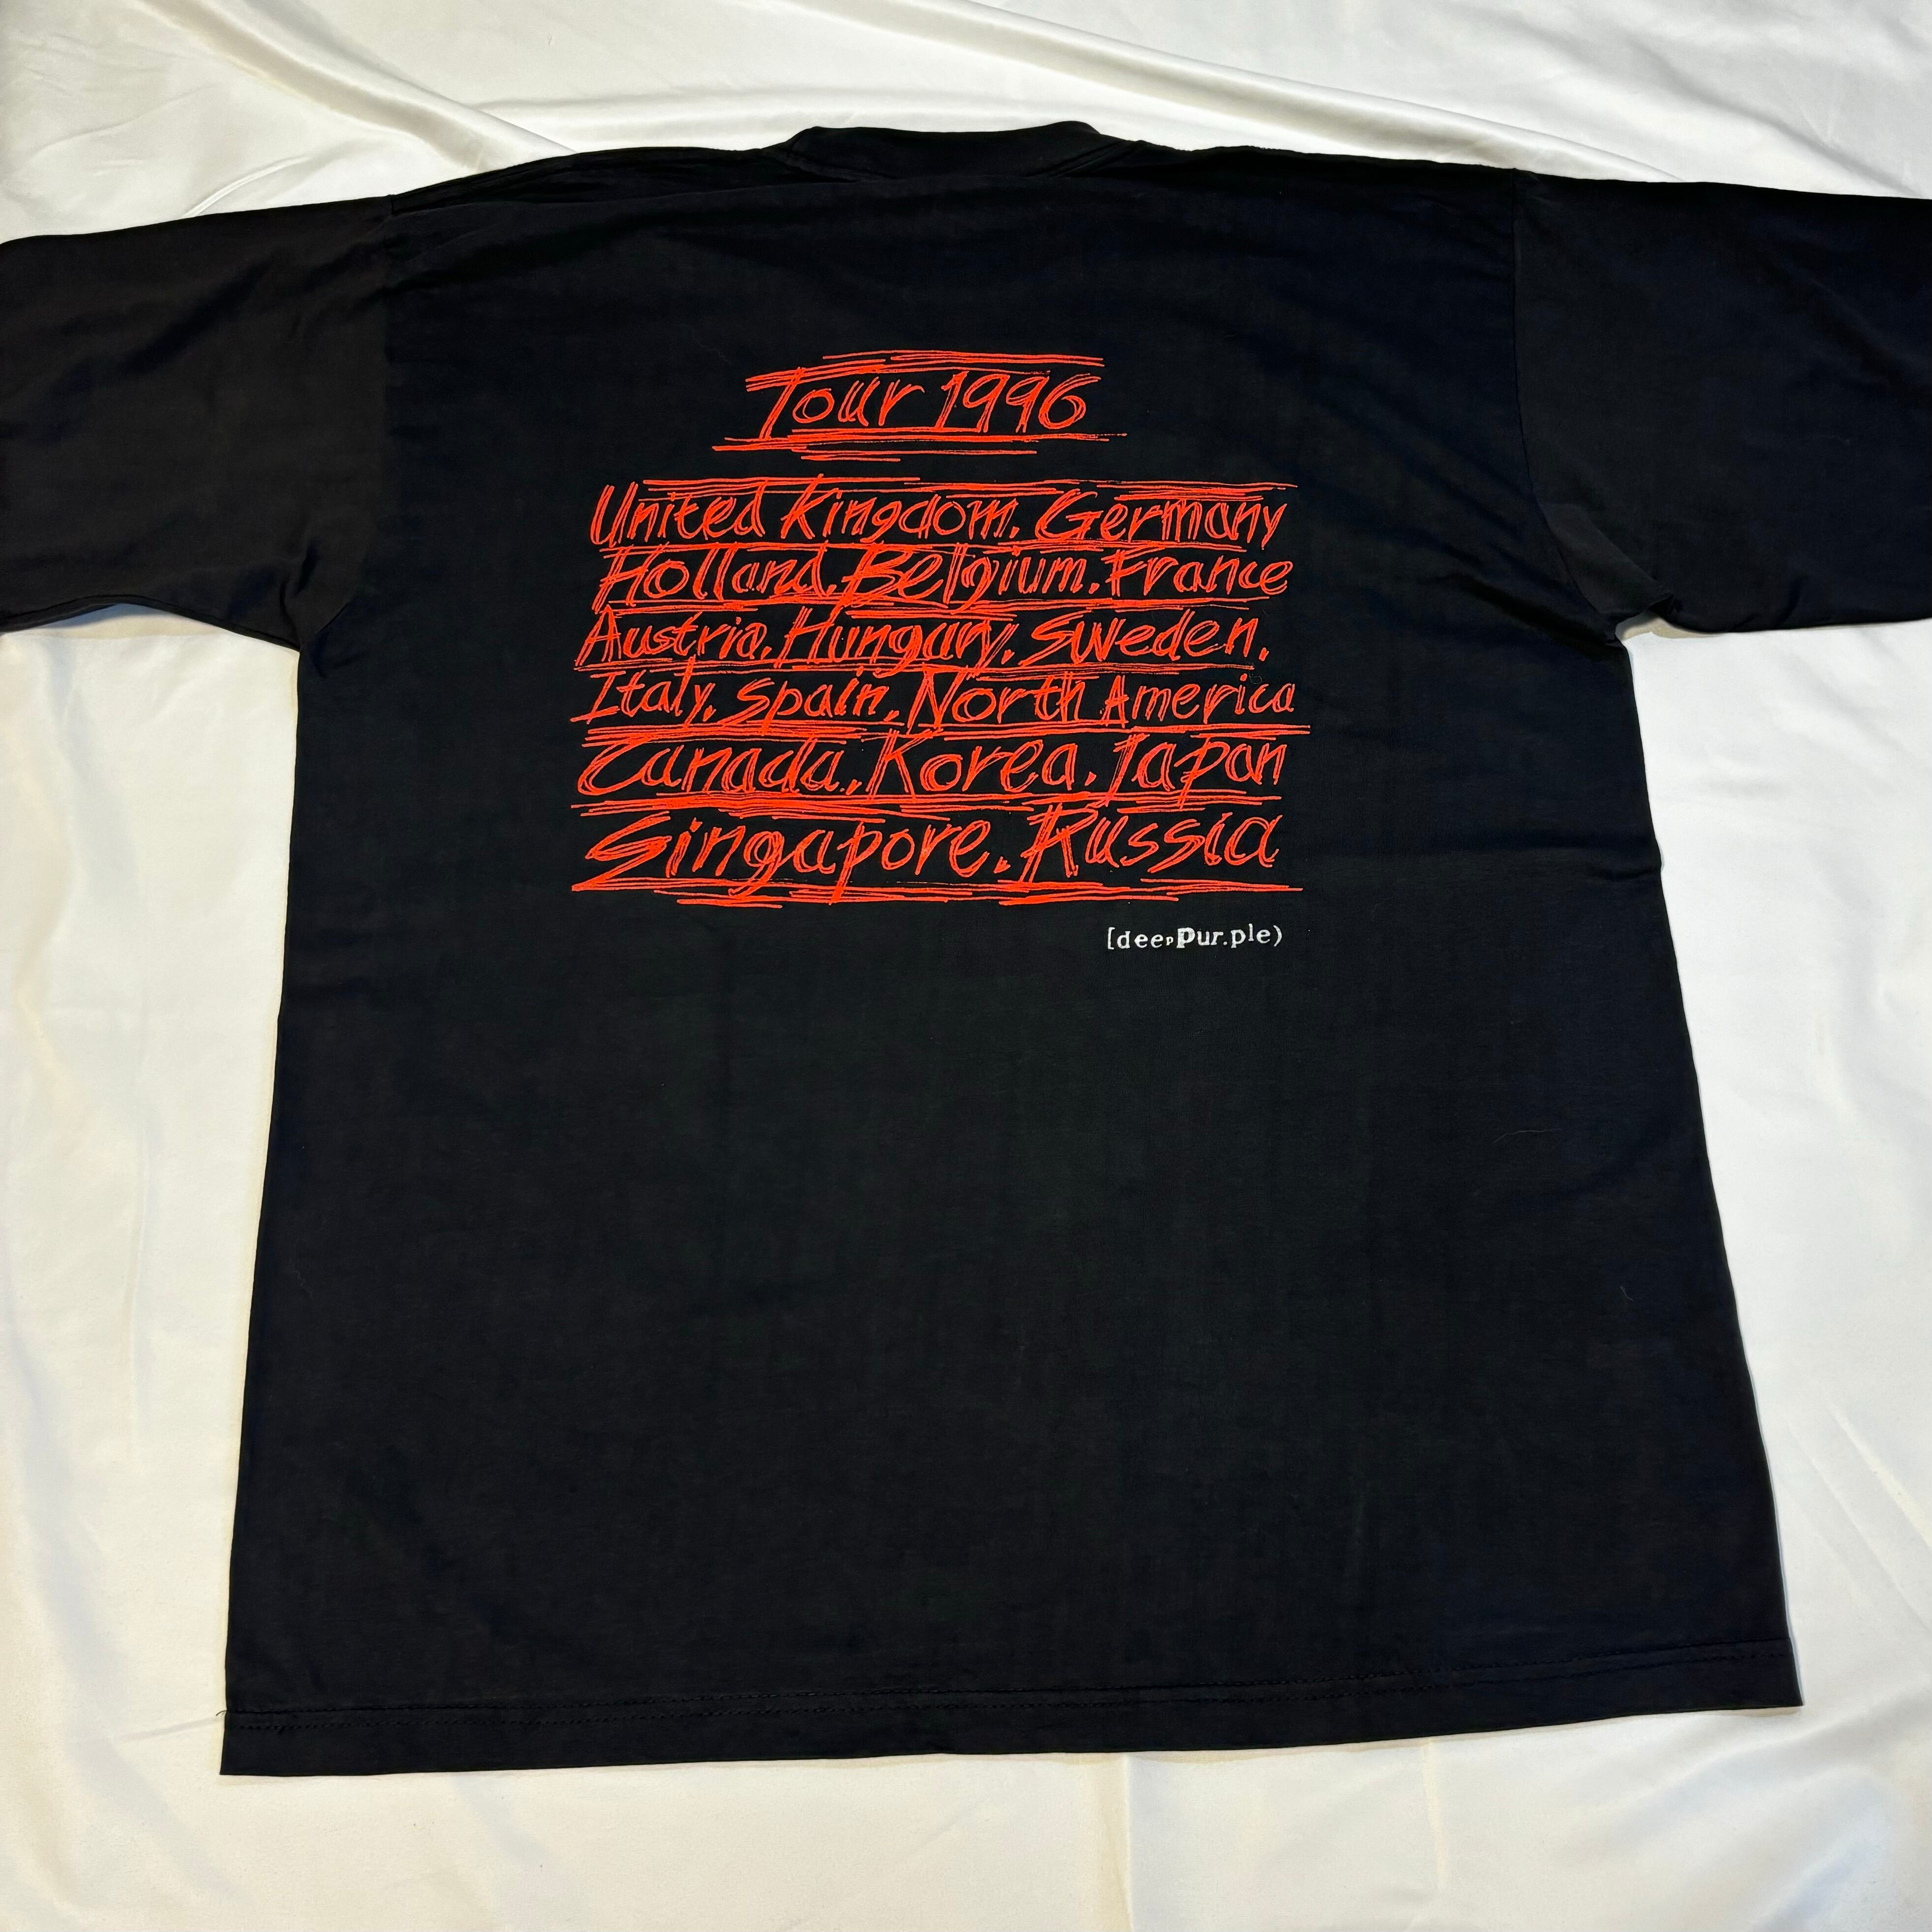 Tour 1996
United Kingdom. Germany
Holland. Belgium. France
Austria. Hungary. Sweden.
Italy. Spain. North America
Canada. Korea. Japan
Singapore. Russia
[deepPur.ple)